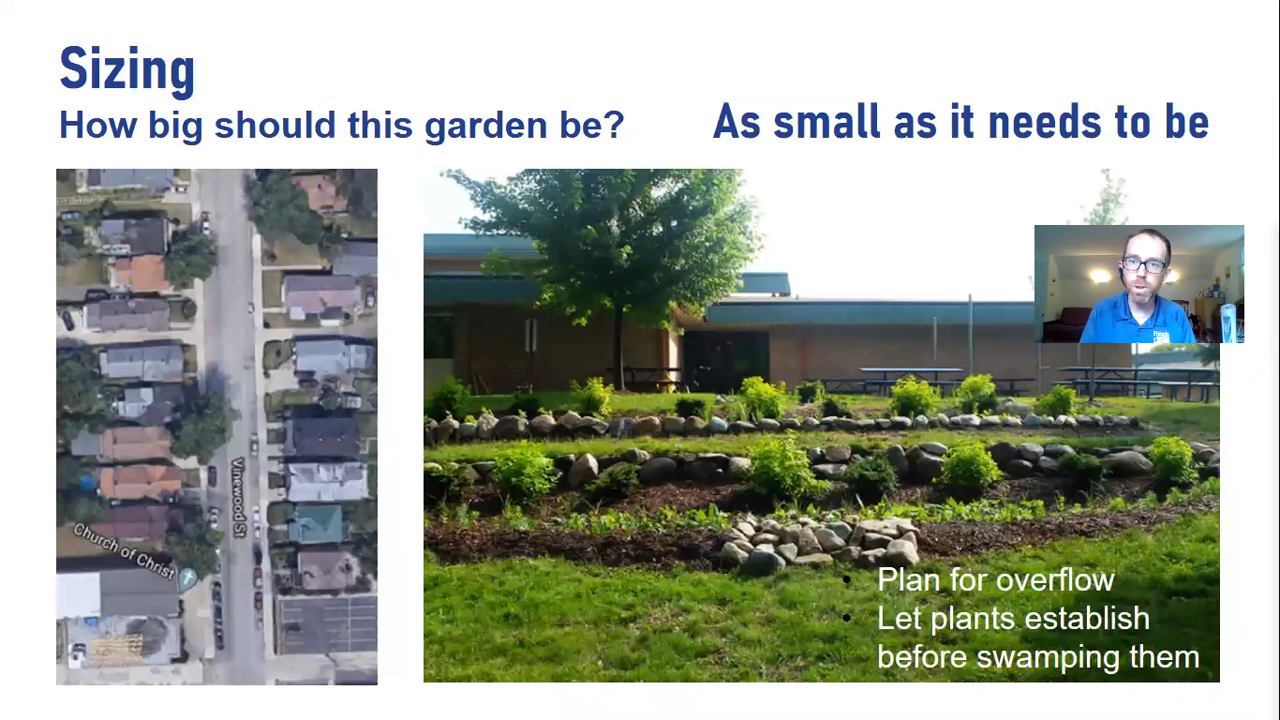 Sizing
How big should this garden be?
As small as it needs to be
Vinewood St
Church of Christ
• Plan for overflow
• Let plants establish
before swamping them